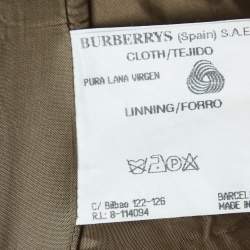 BURBERRYS (Spain) S.A.E
CLOTH/TEJIDO
PURA LANA VIRGEN
LINNING/FORRO
A P
C/ Bilbao 122-126 BARCEL
R.I.: 8-114094 MADE IN